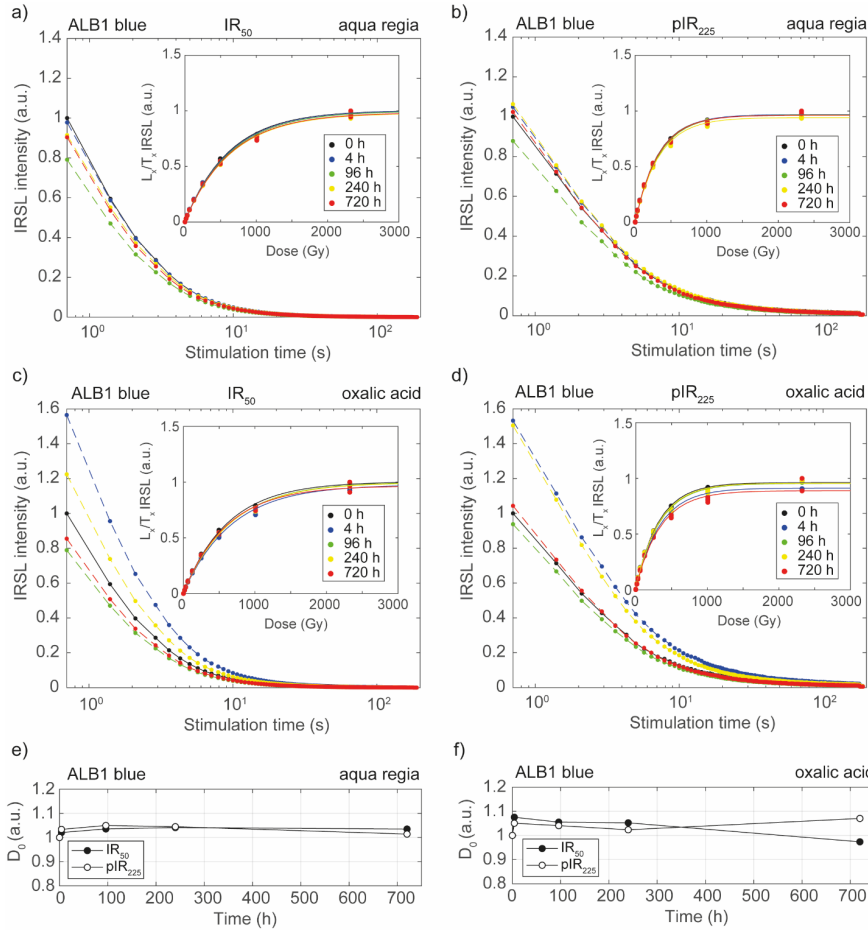 a)
ALB1 blue IR50 aqua regia
1.4
1.2
1
0.8
0.6
0.4
0.2
0
IRSL intensity (a.u.)
10^0 10^1 10^2
Stimulation time (s)
1.5
1
0.5
0
Lx/Tx IRSL (a.u.)
0 1000 2000 3000
Dose (Gy)
0 h
4 h
96 h
240 h
720 h
b)
ALB1 blue pIR225 aqua regia
1.4
1.2
1
0.8
0.6
0.4
0.2
0
IRSL intensity (a.u.)
10^0 10^1 10^2
Stimulation time (s)
1.5
1
0.5
0
Lx/Tx IRSL (a.u.)
0 1000 2000 3000
Dose (Gy)
0 h
4 h
96 h
240 h
720 h
c)
ALB1 blue IR50 oxalic acid
1.6
1.4
1.2
1
0.8
0.6
0.4
0.2
0
IRSL intensity (a.u.)
10^0 10^1 10^2
Stimulation time (s)
1.5
1
0.5
0
Lx/Tx IRSL (a.u.)
0 1000 2000 3000
Dose (Gy)
0 h
4 h
96 h
240 h
720 h
d)
ALB1 blue pIR225 oxalic acid
1.6
1.4
1.2
1
0.8
0.6
0.4
0.2
0
IRSL intensity (a.u.)
10^0 10^1 10^2
Stimulation time (s)
1.5
1
0.5
0
Lx/Tx IRSL (a.u.)
0 1000 2000 3000
Dose (Gy)
0 h
4 h
96 h
240 h
720 h
e)
ALB1 blue aqua regia
1.2
1.1
1.0
0.9
0.8
D0 (a.u.)
IR50
pIR225
0 100 200 300 400 500 600 700
Time (h)
f)
ALB1 blue oxalic acid
1.2
1.1
1.0
0.9
0.8
D0 (a.u.)
IR50
pIR225
0 100 200 300 400 500 600 700
Time (h)